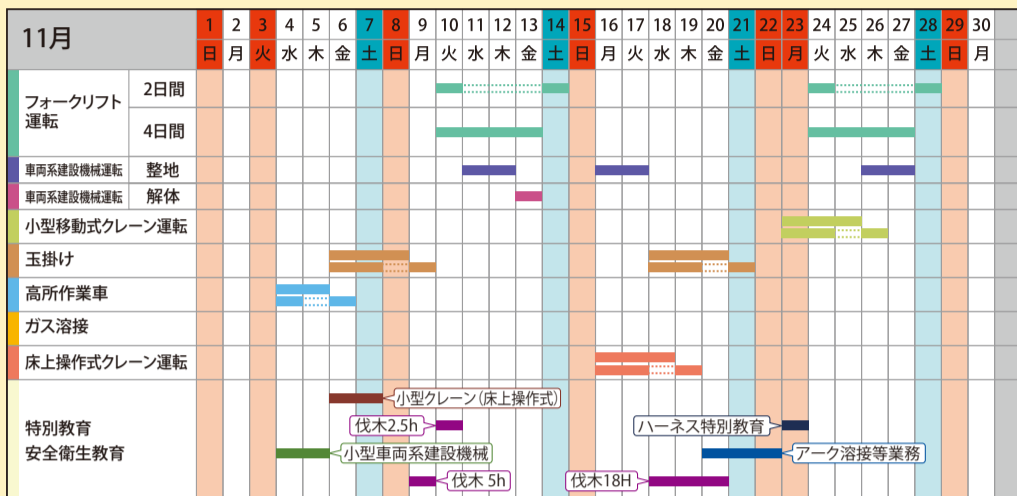 11月
1 2 3 4 5 6 7 8 9 10 11 12 13 14 15 16 17 18 19 20 21 22 23 24 25 26 27 28 29 30
日 月 火 水 木 金 土 日 月 火 水 木 金 土 日 月 火 水 木 金 土 日 月 火 水 木 金 土 日 月
フォークリフト
運転
2日間
4日間
車両系建設機械運転 整地
車両系建設機械運転 解体
小型移動式クレーン運転
玉掛け
高所作業車
ガス溶接
床上操作式クレーン運転
特別教育
安全衛生教育
小型クレーン(床上操作式)
伐木2.5h
ハーネス特別教育
小型車両系建設機械
アーク溶接等業務
伐木 5h
伐木18H